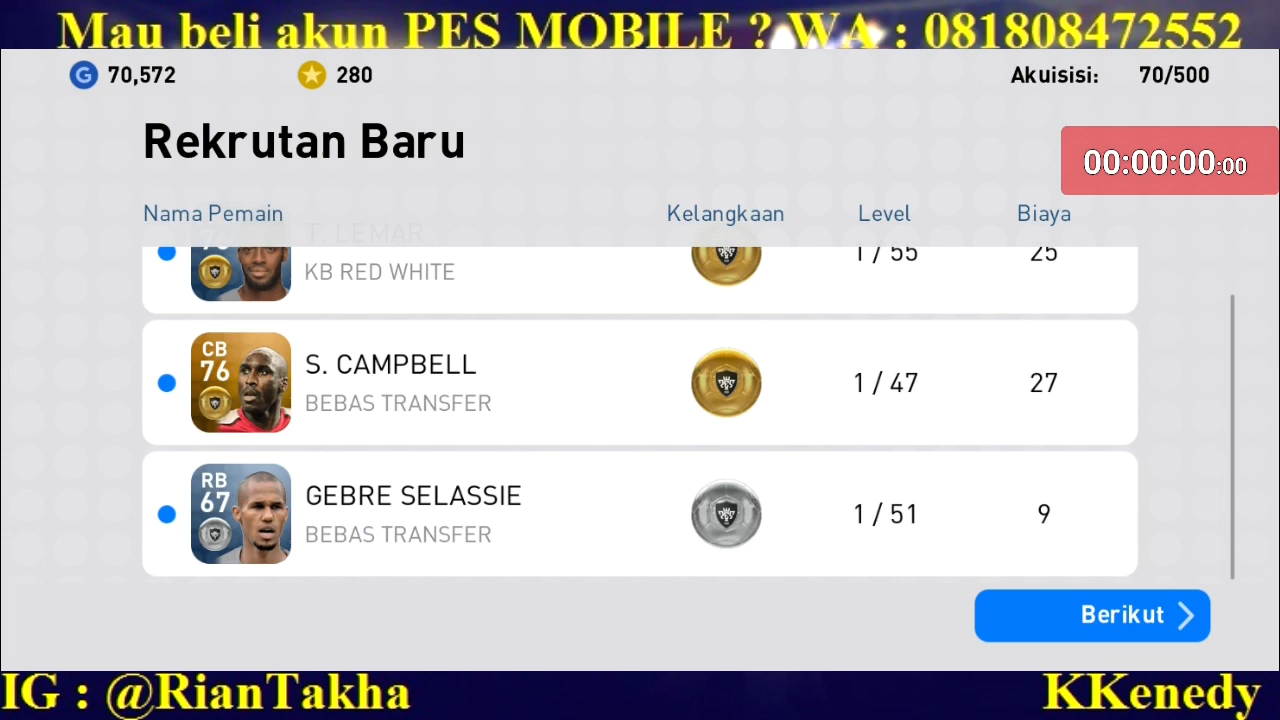 Mau beli akun PES MOBILE ? WA : 081808472552
G 70,572 280 Akuisisi: 70/500
Rekrutan Baru
00:00:00:00
Nama Pemain Kelangkaan Level Biaya
T. LEMAR
KB RED WHITE 1 / 55 25
CB
76
S. CAMPBELL
BEBAS TRANSFER
1 / 47 27
RB
67
GEBRE SELASSIE
BEBAS TRANSFER
1 / 51 9
Berikut
IG : @RianTakha KKenedy